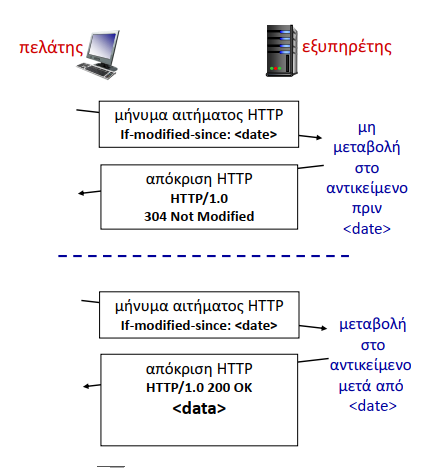 πελάτης
εξυπηρέτης
μήνυμα αιτήματος HTTP
If-modified-since: <date>
μη
μεταβολή
στο
αντικείμενο
πριν
<date>
απόκριση HTTP
HTTP/1.0
304 Not Modified
μήνυμα αιτήματος HTTP
If-modified-since: <date>
μεταβολή
στο
αντικείμενο
μετά από
<date>
απόκριση HTTP
HTTP/1.0 200 OK
<data>